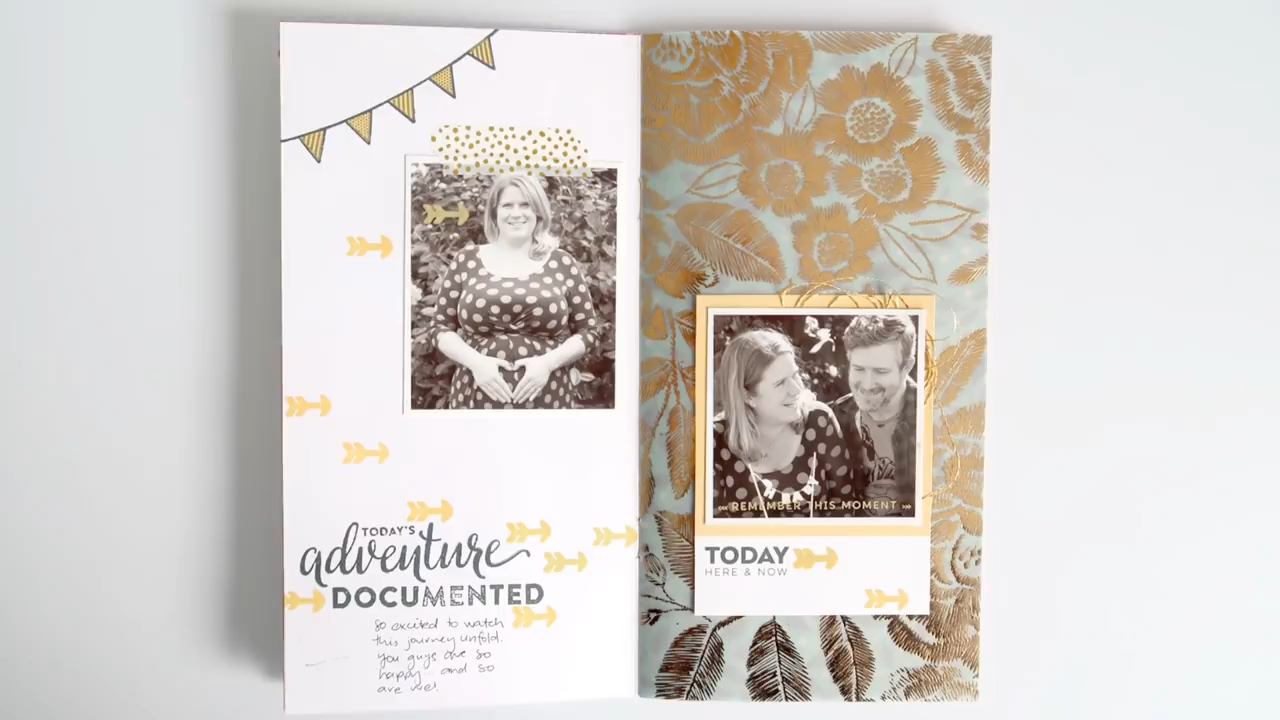 TODAY'S
adventure
DOCUMENTED
so excited to watch
this journey unfold.
you guys are so
happy and so
are we!
REMEMBER THIS MOMENT
TODAY
HERE & NOW